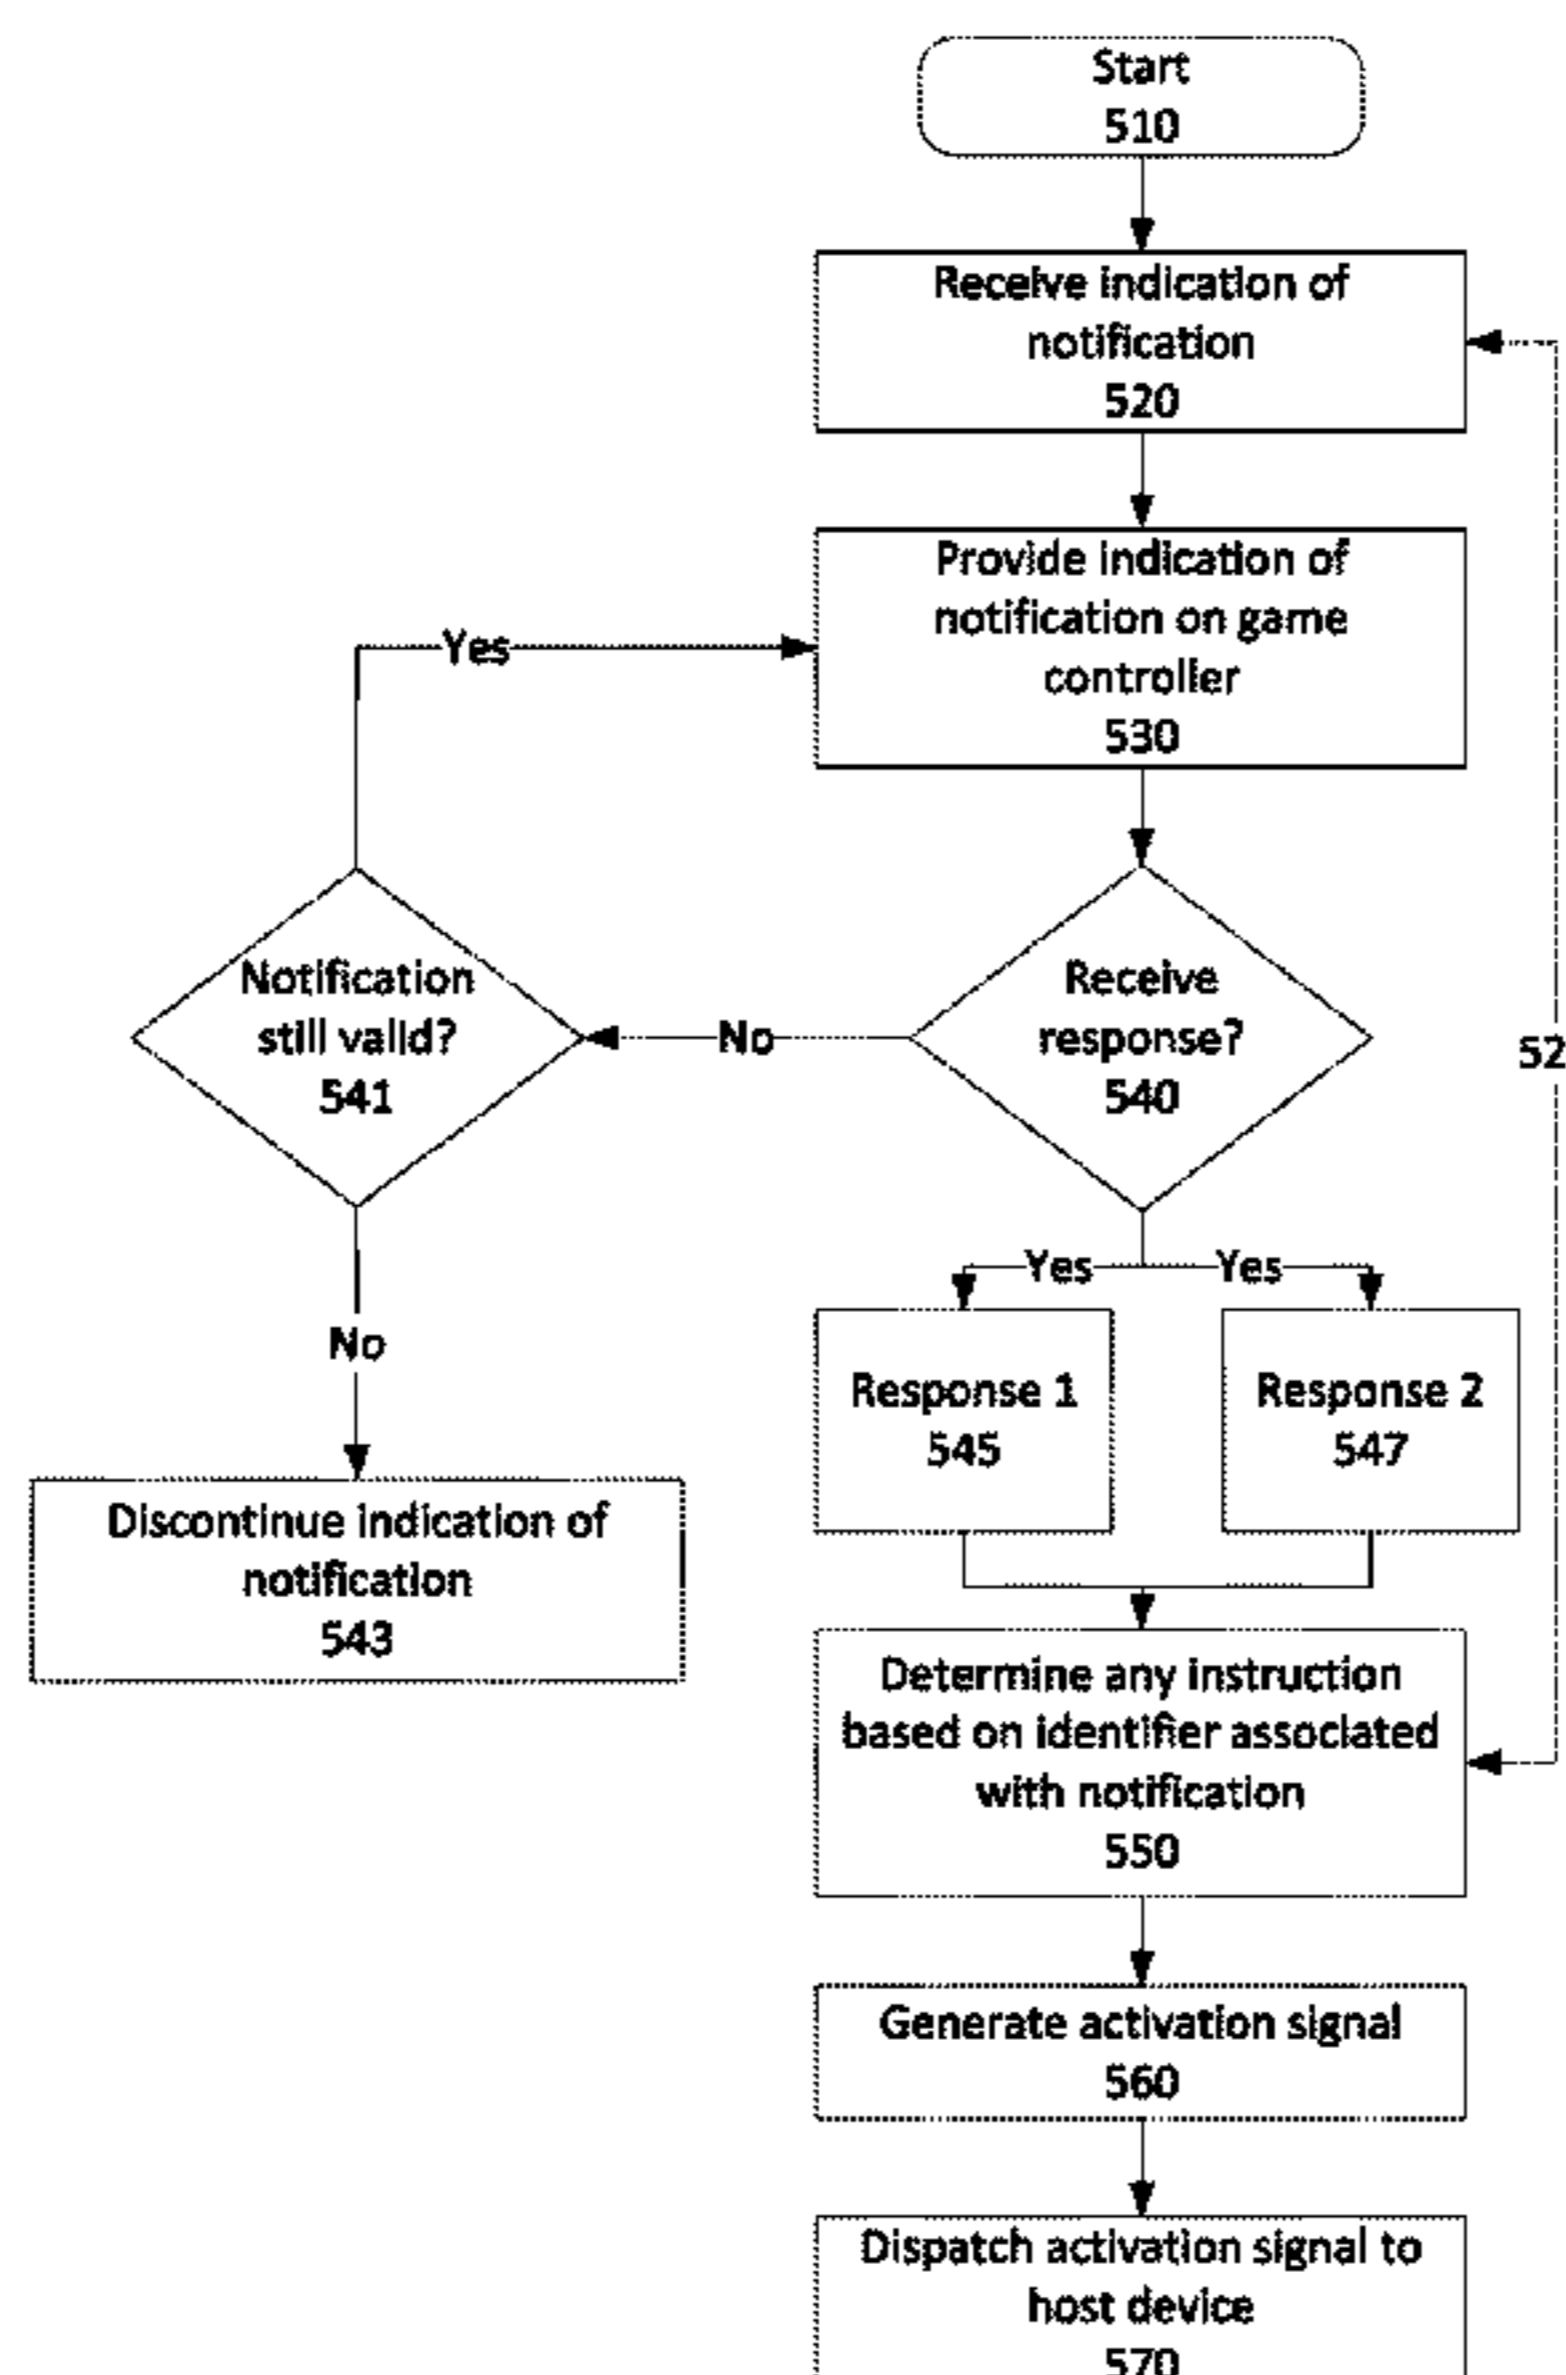 Start
510
Receive indication of
notification
520
Provide indication of
notification on game
controller
530
Yes
Notification
still valid?
541
No
Receive
response?
540
52
Yes
Yes
No
Response 1
545
Response 2
547
Discontinue indication of
notification
543
Determine any instruction
based on identifier associated
with notification
550
Generate activation signal
560
Dispatch activation signal to
host device
570